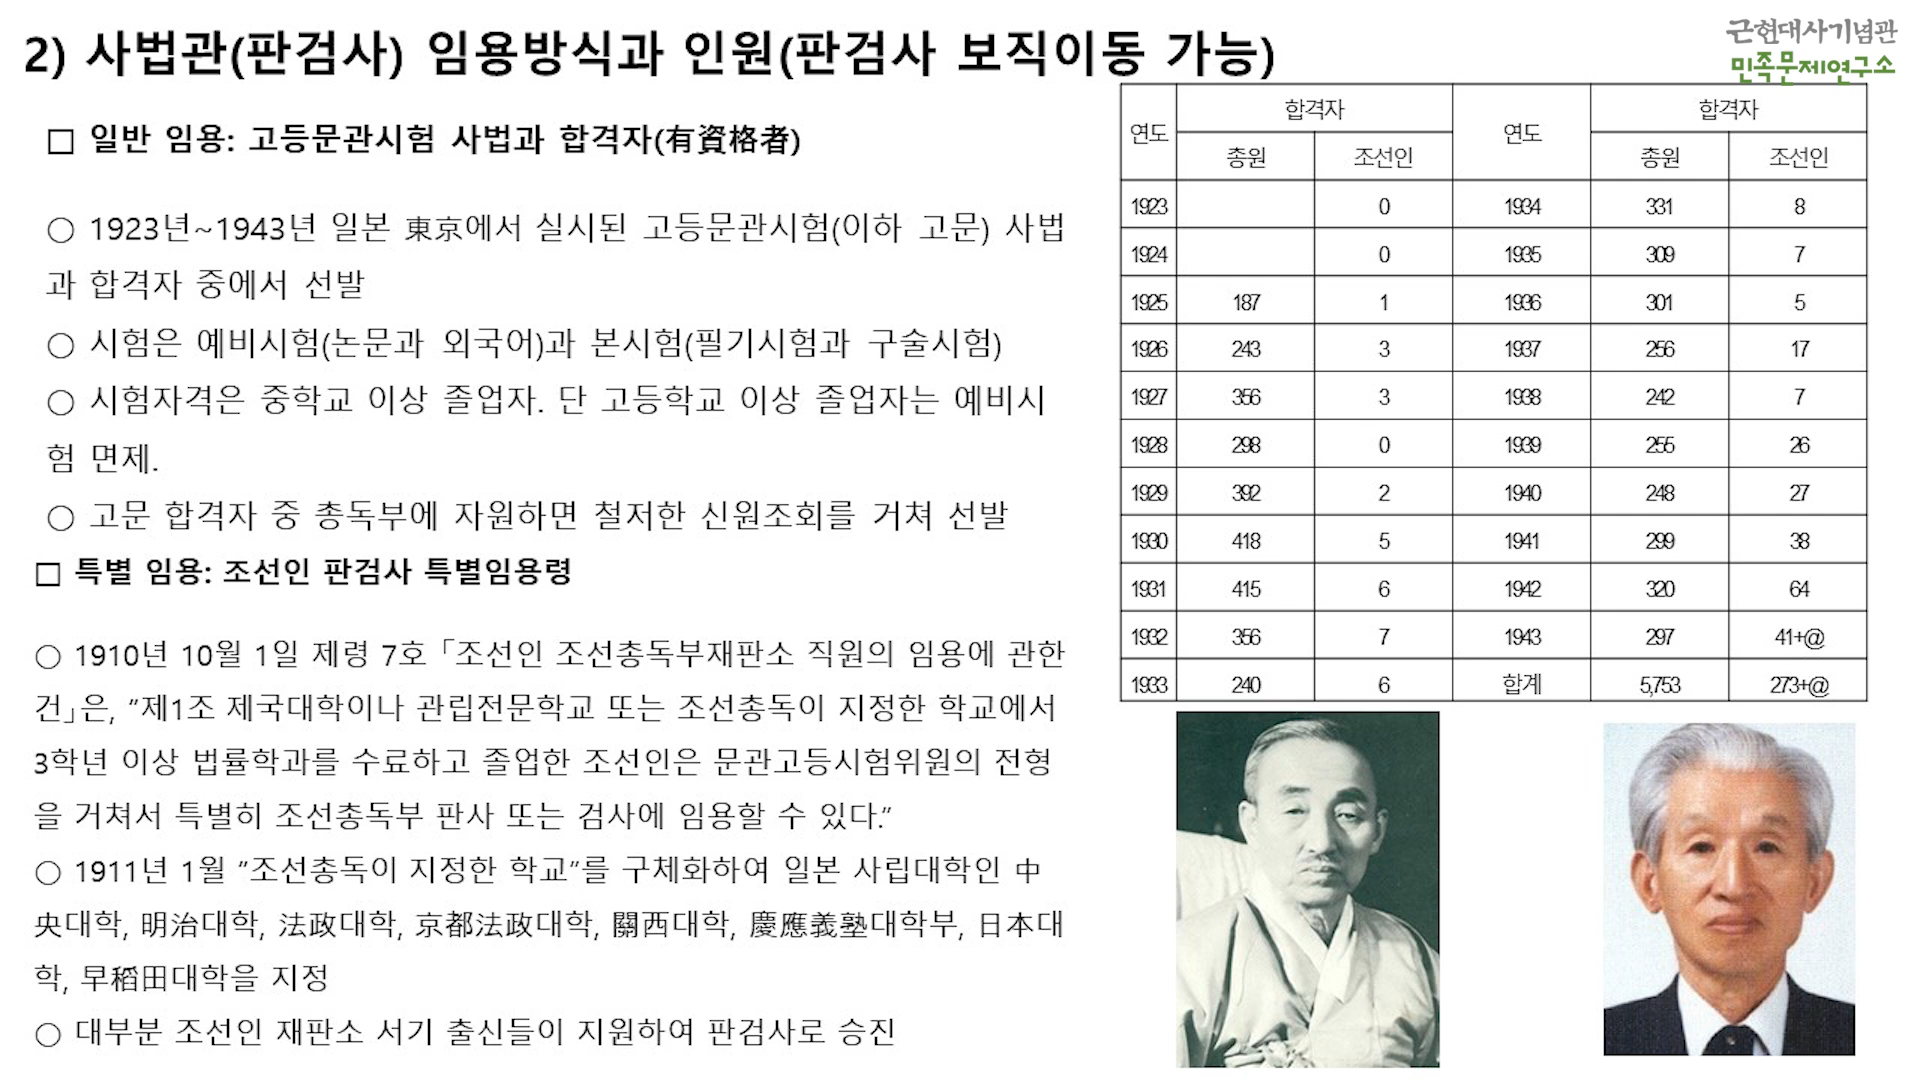 2) 사법관(판검사) 임용방식과 인원(판검사 보직이동 가능)
근현대사기념관
민족문제연구소
□ 일반 임용: 고등문관시험 사법과 합격자(有資格者)
○ 1923년~1943년 일본 東京에서 실시된 고등문관시험(이하 고문) 사법
과 합격자 중에서 선발
○ 시험은 예비시험(논문과 외국어)과 본시험(필기시험과 구술시험)
○ 시험자격은 중학교 이상 졸업자. 단 고등학교 이상 졸업자는 예비시
험 면제.
○ 고문 합격자 중 총독부에 자원하면 철저한 신원조회를 거쳐 선발
□ 특별 임용: 조선인 판검사 특별임용령
○ 1910년 10월 1일 제령 7호 「조선인 조선총독부재판소 직원의 임용에 관한
건」은, "제1조 제국대학이나 관립전문학교 또는 조선총독이 지정한 학교에서
3학년 이상 법률학과를 수료하고 졸업한 조선인은 문관고등시험위원의 전형
을 거쳐서 특별히 조선총독부 판사 또는 검사에 임용할 수 있다."
○ 1911년 1월 "조선총독이 지정한 학교"를 구체화하여 일본 사립대학인 中
央대학, 明治대학, 法政대학, 京都法政대학, 關西대학, 慶應義塾대학부, 日本대
학, 早稻田대학을 지정
○ 대부분 조선인 재판소 서기 출신들이 지원하여 판검사로 승진
연도 합격자 연도 합격자
총원 조선인 총원 조선인
1923 0 1934 331 8
1924 0 1935 309 7
1925 187 1 1936 301 5
1926 243 3 1937 256 17
1927 356 3 1938 242 7
1928 298 0 1939 255 26
1929 392 2 1940 248 27
1930 418 5 1941 299 38
1931 415 6 1942 320 64
1932 356 7 1943 297 41+@
1933 240 6 합계 5,753 273+@